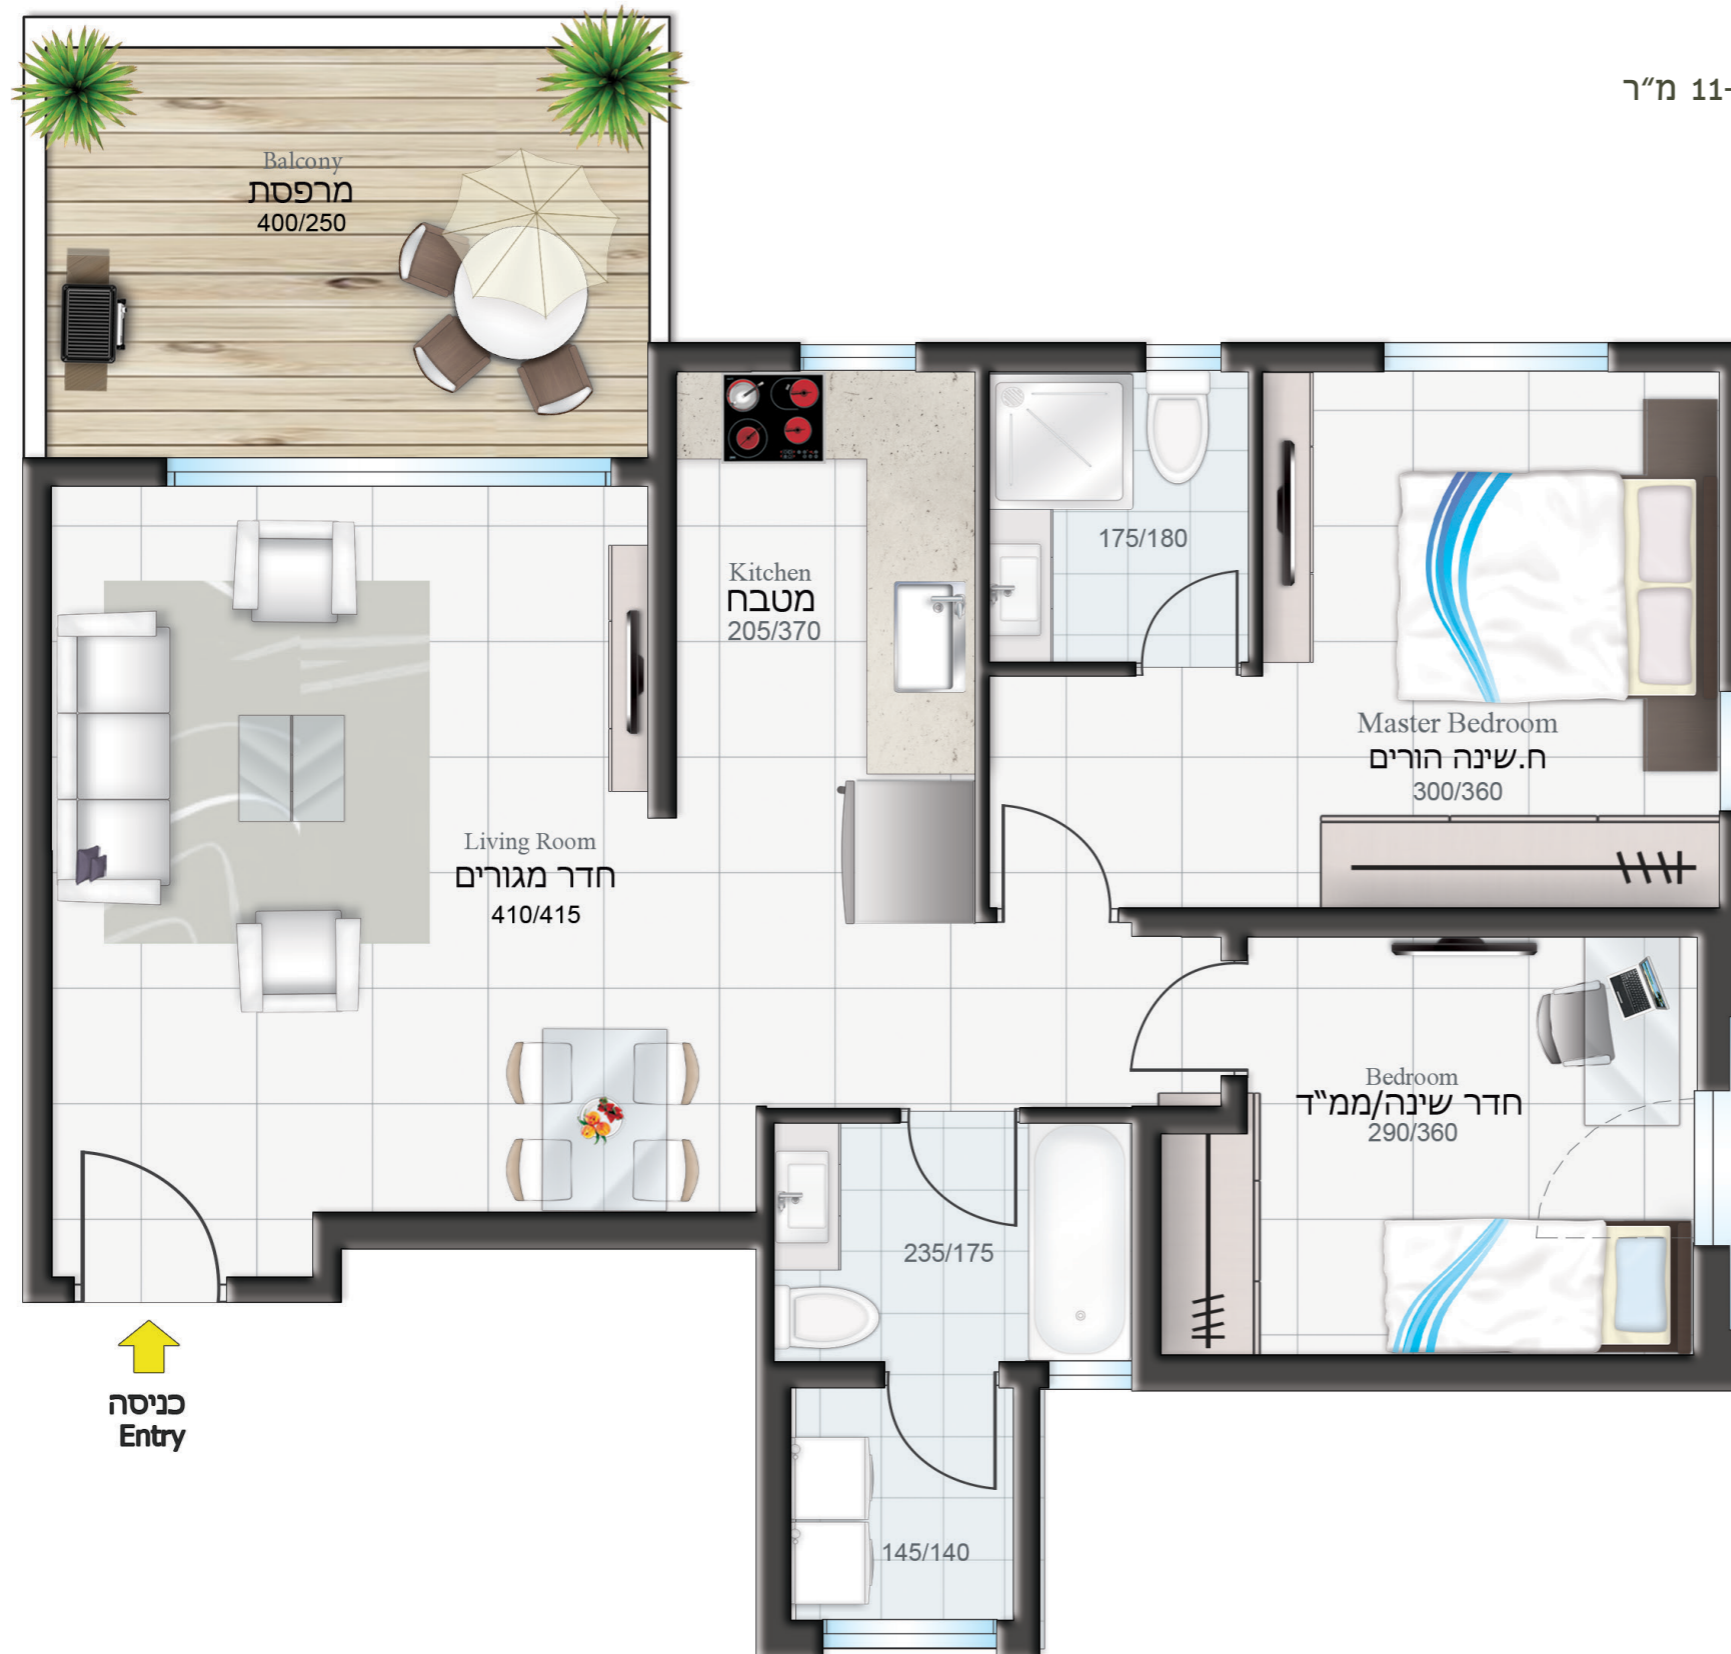 11- מ״ר
Balcony
מרפסת
400/250
Kitchen
מטבח
205/370
175/180
Master Bedroom
ח.שינה הורים
300/360
Living Room
חדר מגורים
410/415
Bedroom
חדר שינה/ממ״ד
290/360
235/175
145/140
כניסה
Entry